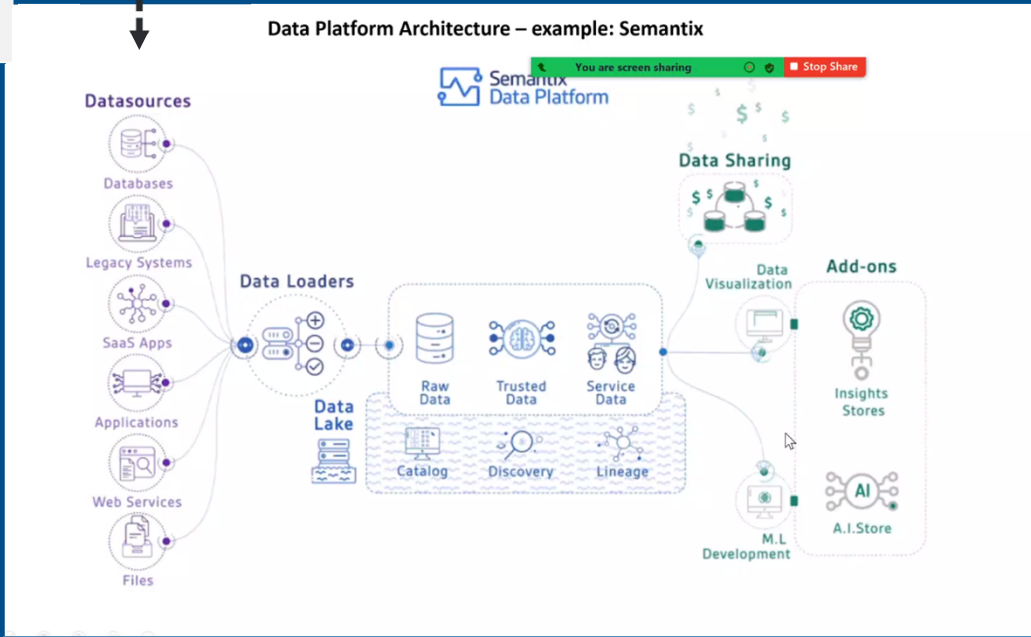 Data Platform Architecture – example: Semantix
You are screen sharing
Stop Share
Semantix
Data Platform
Datasources
Databases
Legacy Systems
SaaS Apps
Applications
Web Services
Files
Data Loaders
Raw
Data
Trusted
Data
Service
Data
Data
Lake
Catalog
Discovery
Lineage
$ $ $ $ $ $ $
Data Sharing
$ $ $ $ $ $
Data
Visualization
M.L
Development
Add-ons
Insights
Stores
AI
A.I.Store